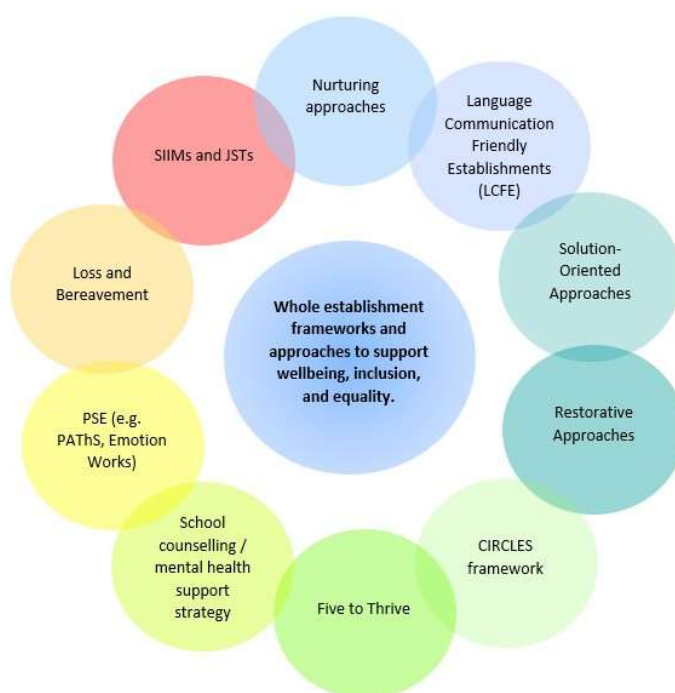 Nurturing
approaches
Language
Communication
Friendly
Establishments
(LCFE)
Solution-
Oriented
Approaches
Restorative
Approaches
CIRCLES
framework
Five to Thrive
School
counselling /
mental health
support
strategy
PSE (e.g.
PAThS, Emotion
Works)
Loss and
Bereavement
SIIMs and JSTs
Whole establishment
frameworks and
approaches to support
wellbeing, inclusion,
and equality.